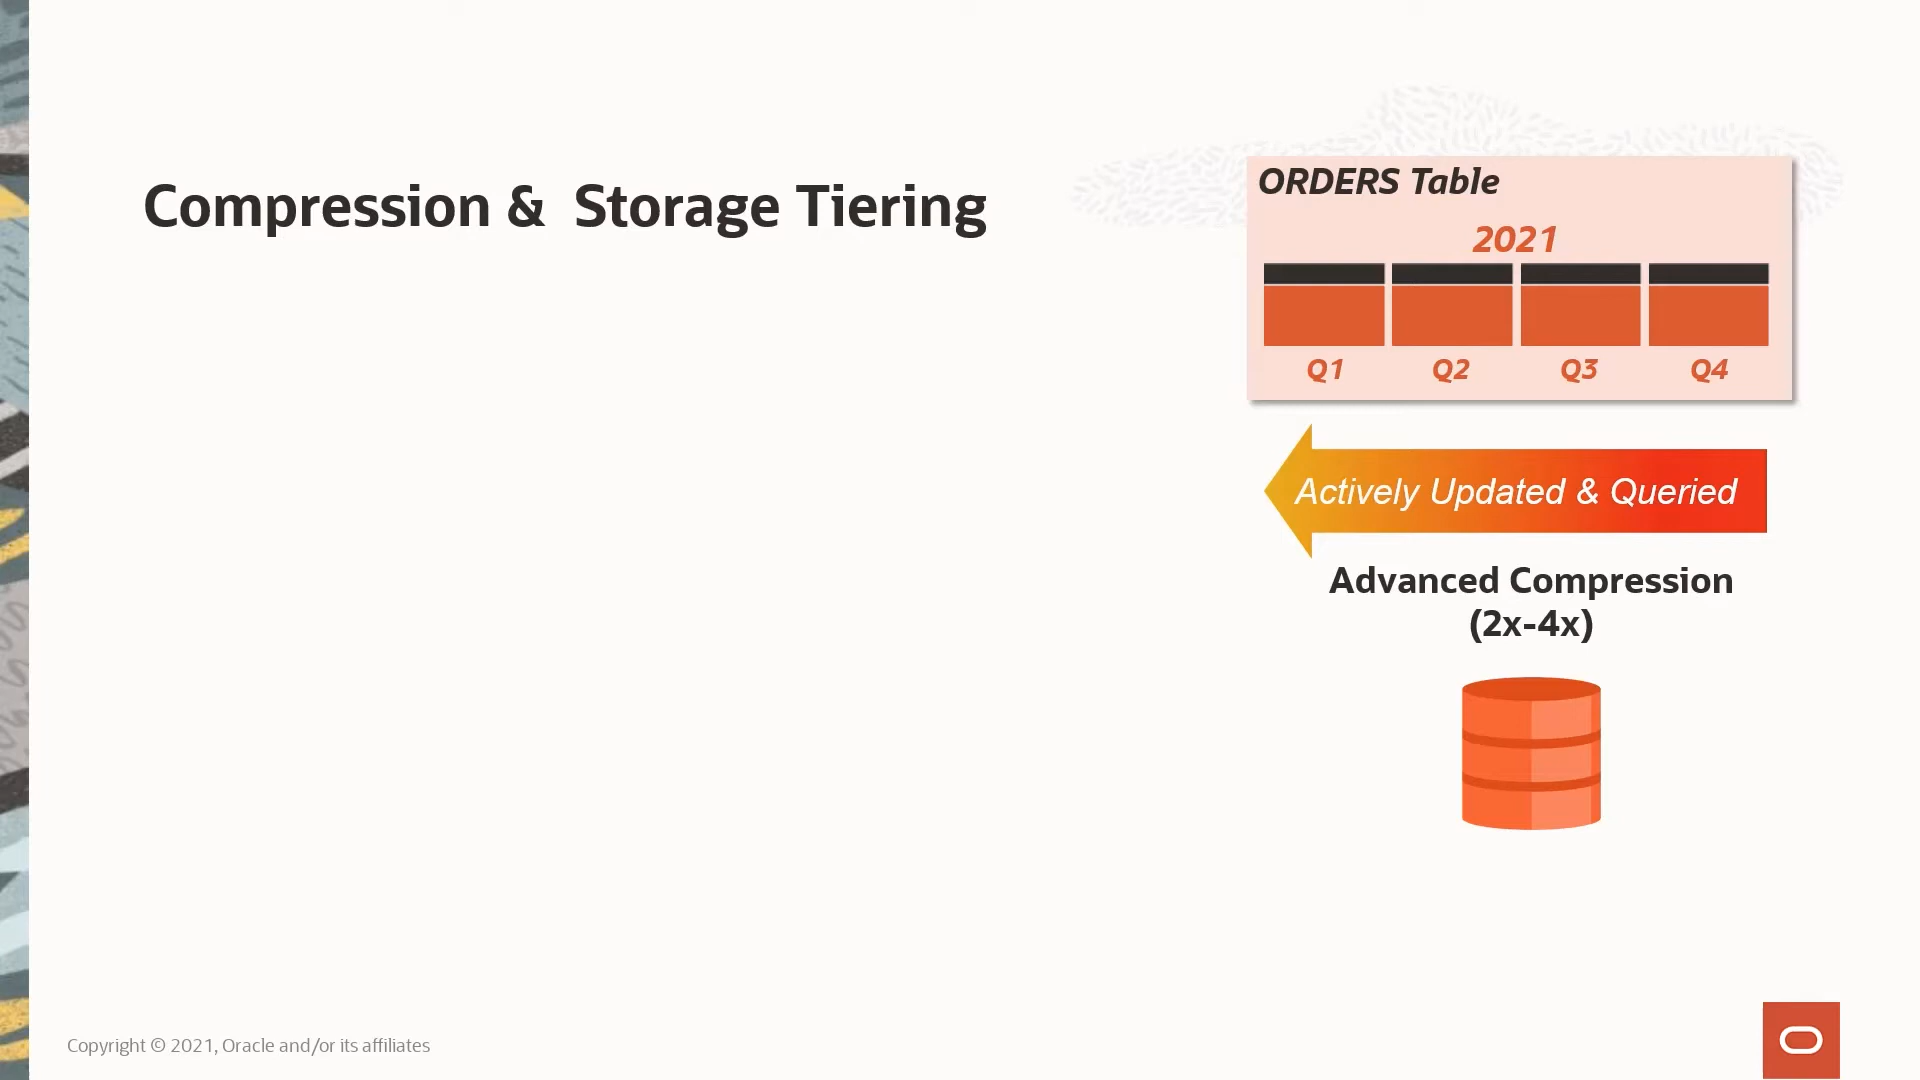 Compression & Storage Tiering
ORDERS Table
2021
Q1 Q2 Q3 Q4
Actively Updated & Queried
Advanced Compression
(2x-4x)
Copyright © 2021, Oracle and/or its affiliates